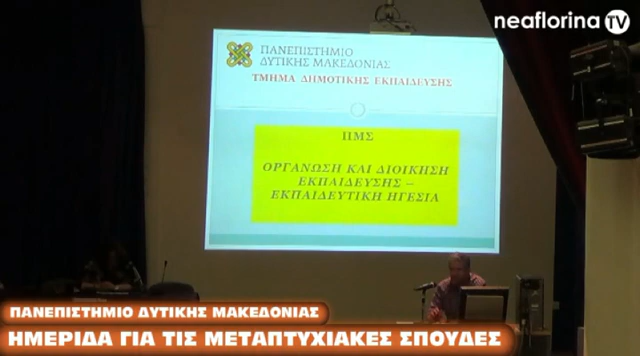 neaflorina TV
ΠΑΝΕΠΙΣΤΗΜΙΟ
ΔΥΤΙΚΗΣ ΜΑΚΕΔΟΝΙΑΣ
ΤΜΗΜΑ ΔΗΜΟΤΙΚΗΣ ΕΚΠΑΙΔΕΥΣΗΣ
ΠΜΣ
ΟΡΓΑΝΩΣΗ ΚΑΙ ΔΙΟΙΚΗΣΗ
ΕΚΠΑΙΔΕΥΣΗΣ –
ΕΚΠΑΙΔΕΥΤΙΚΗ ΗΓΕΣΙΑ
ΠΑΝΕΠΙΣΤΗΜΙΟ ΔΥΤΙΚΗΣ ΜΑΚΕΔΟΝΙΑΣ
ΗΜΕΡΙΔΑ ΓΙΑ ΤΙΣ ΜΕΤΑΠΤΥΧΙΑΚΕΣ ΣΠΟΥΔΕΣ